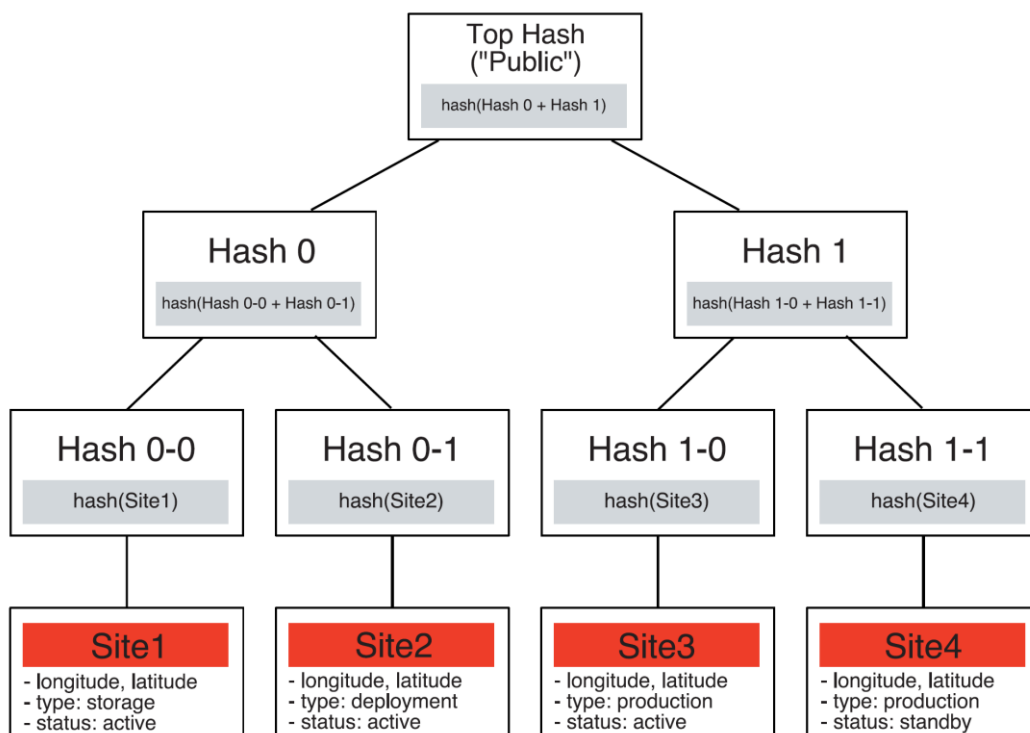 Top Hash
("Public")
hash(Hash 0 + Hash 1)
Hash 0
hash(Hash 0-0 + Hash 0-1)
Hash 1
hash(Hash 1-0 + Hash 1-1)
Hash 0-0
hash(Site1)
Hash 0-1
hash(Site2)
Hash 1-0
hash(Site3)
Hash 1-1
hash(Site4)
Site1
- longitude, latitude
- type: storage
- status: active
Site2
- longitude, latitude
- type: deployment
- status: active
Site3
- longitude, latitude
- type: production
- status: active
Site4
- longitude, latitude
- type: production
- status: standby